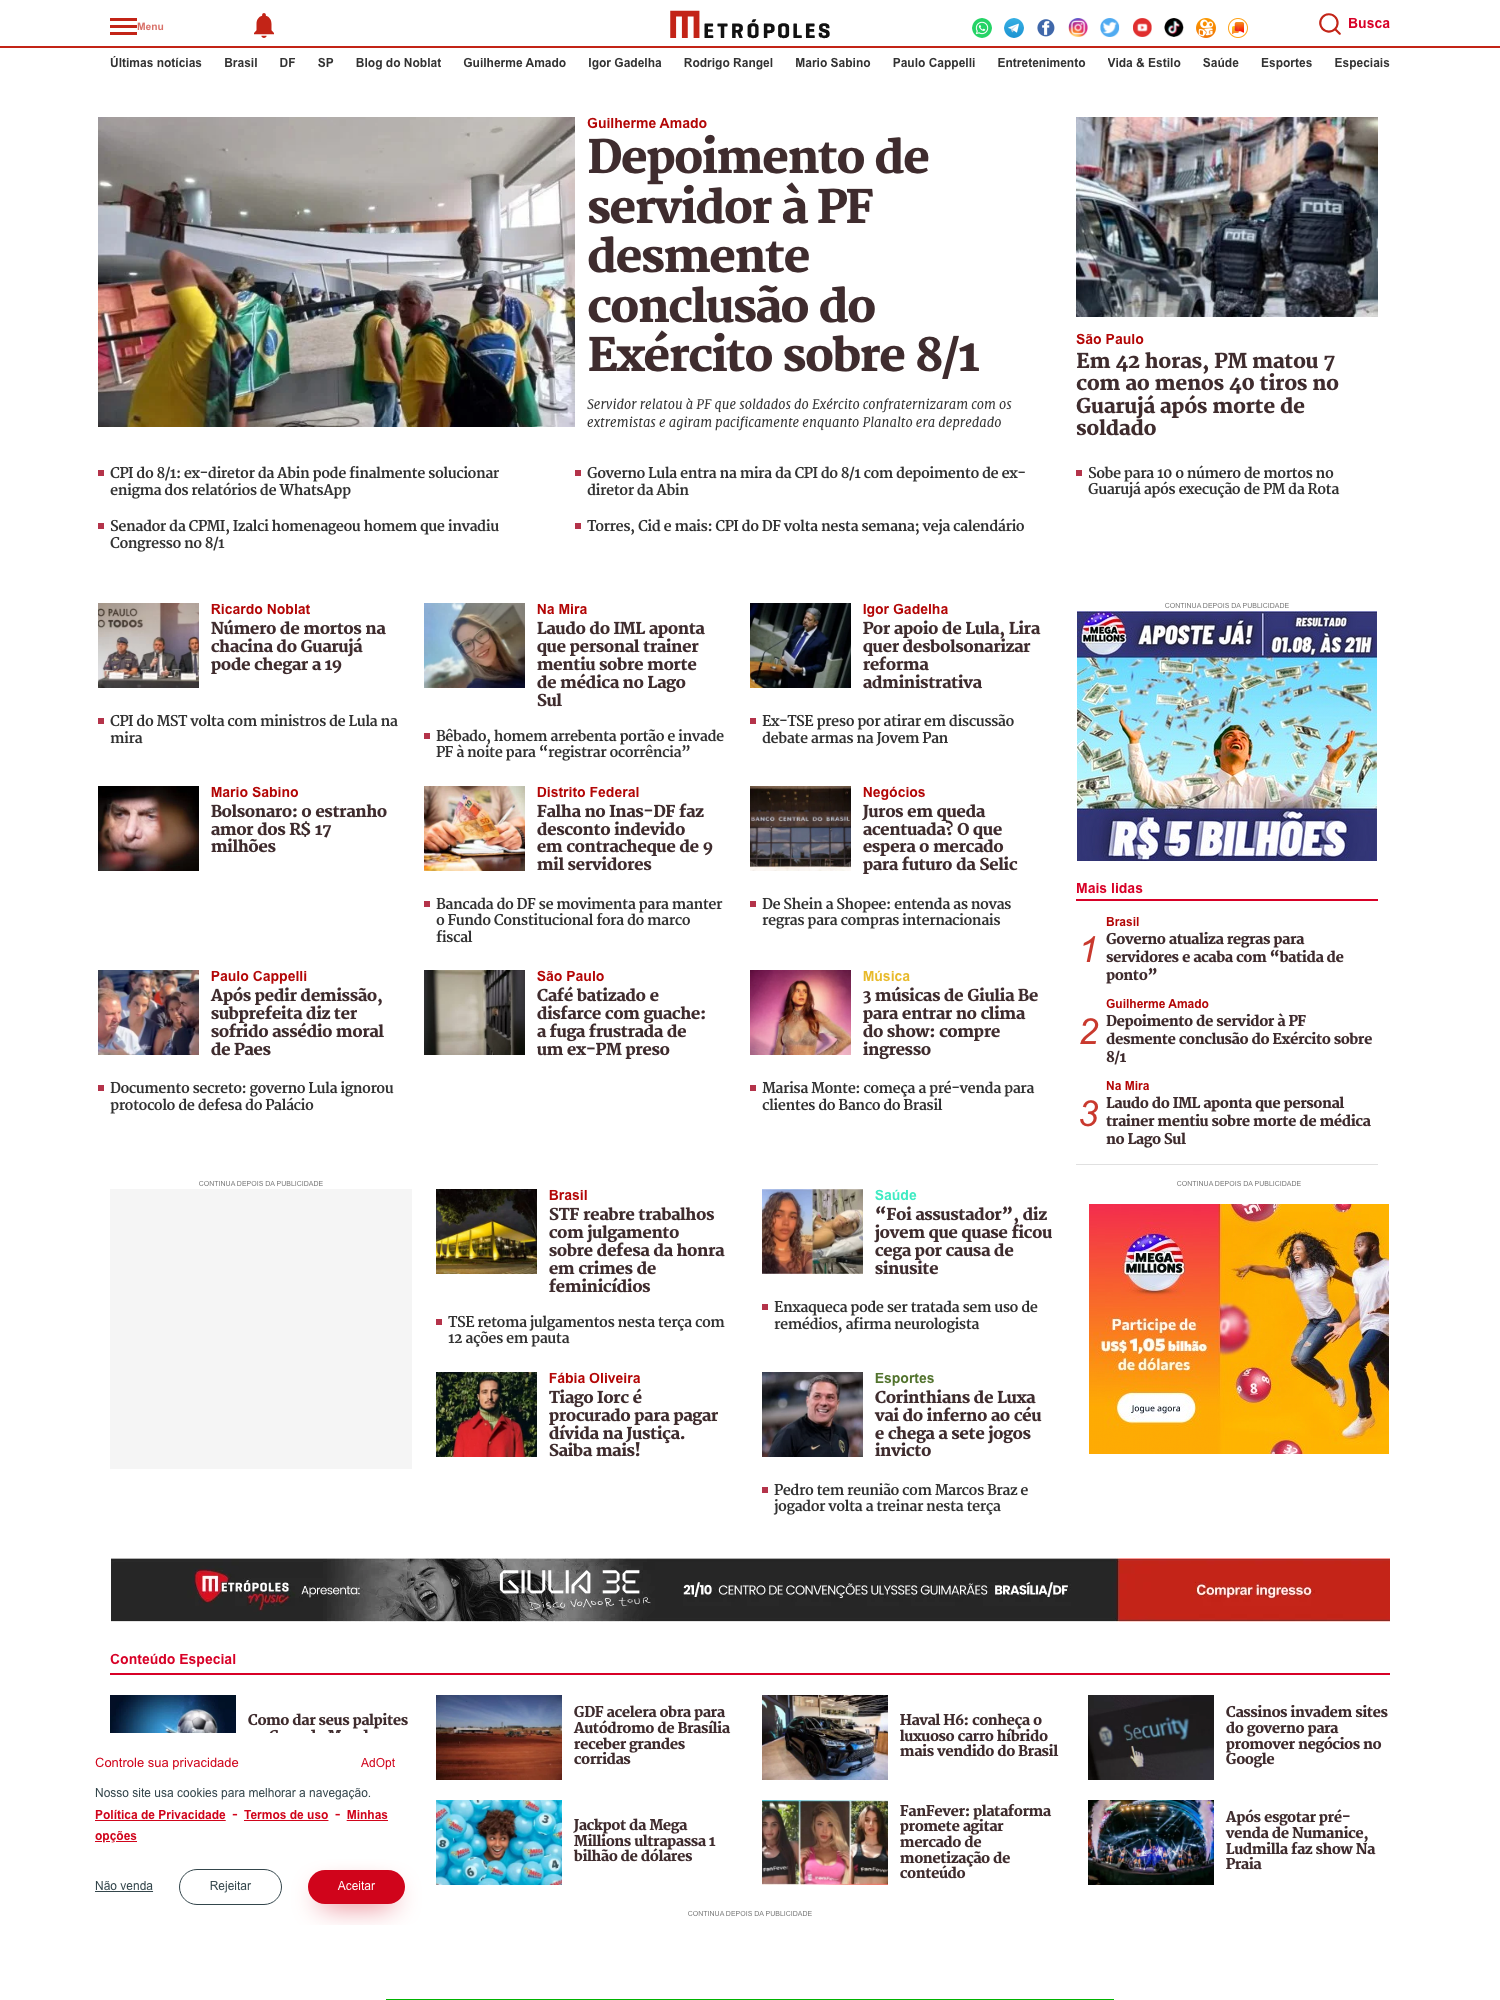 Menu
METRÓPOLES
Busca
Últimas notícias Brasil DF SP Blog do Noblat Guilherme Amado Igor Gadelha Rodrigo Rangel Mario Sabino Paulo Cappelli Entretenimento Vida & Estilo Saúde Esportes Especiais
Guilherme Amado
Depoimento de
servidor à PF
desmente
conclusão do
Exército sobre 8/1
Servidor relatou à PF que soldados do Exército confraternizaram com os
extremistas e agiram pacificamente enquanto Planalto era depredado
rota
rota
São Paulo
Em 42 horas, PM matou 7
com ao menos 40 tiros no
Guarujá após morte de
soldado
CPI do 8/1: ex-diretor da Abin pode finalmente solucionar
enigma dos relatórios de WhatsApp
Governo Lula entra na mira da CPI do 8/1 com depoimento de ex-
diretor da Abin
Sobe para 10 o número de mortos no
Guarujá após execução de PM da Rota
Senador da CPMI, Izalci homenageou homem que invadiu
Congresso no 8/1
Torres, Cid e mais: CPI do DF volta nesta semana; veja calendário
O PAULO
O TODOS
Ricardo Noblat
Número de mortos na
chacina do Guarujá
pode chegar a 19
CPI do MST volta com ministros de Lula na
mira
Na Mira
Laudo do IML aponta
que personal trainer
mentiu sobre morte
de médica no Lago
Sul
Bêbado, homem arrebenta portão e invade
PF à noite para “registrar ocorrência”
Igor Gadelha
Por apoio de Lula, Lira
quer desbolsonarizar
reforma
administrativa
Ex-TSE preso por atirar em discussão
debate armas na Jovem Pan
CONTINUA DEPOIS DA PUBLICIDADE
MEGA
MILLIONS
APOSTE JÁ!
RESULTADO
01.08, ÀS 21H
R$ 5 BILHÕES
Mario Sabino
Bolsonaro: o estranho
amor dos R$ 17
milhões
Distrito Federal
Falha no Inas-DF faz
desconto indevido
em contracheque de 9
mil servidores
Bancada do DF se movimenta para manter
o Fundo Constitucional fora do marco
fiscal
BANCO CENTRAL DO BRASIL
Negócios
Juros em queda
acentuada? O que
espera o mercado
para futuro da Selic
De Shein a Shopee: entenda as novas
regras para compras internacionais
Mais lidas
1
Brasil
Governo atualiza regras para
servidores e acaba com “batida de
ponto”
2
Guilherme Amado
Depoimento de servidor à PF
desmente conclusão do Exército sobre
8/1
3
Na Mira
Laudo do IML aponta que personal
trainer mentiu sobre morte de médica
no Lago Sul
Paulo Cappelli
Após pedir demissão,
subprefeita diz ter
sofrido assédio moral
de Paes
Documento secreto: governo Lula ignorou
protocolo de defesa do Palácio
São Paulo
Café batizado e
disfarce com guache:
a fuga frustrada de
um ex-PM preso
Música
3 músicas de Giulia Be
para entrar no clima
do show: compre
ingresso
Marisa Monte: começa a pré-venda para
clientes do Banco do Brasil
CONTINUA DEPOIS DA PUBLICIDADE
Brasil
STF reabre trabalhos
com julgamento
sobre defesa da honra
em crimes de
feminicídios
TSE retoma julgamentos nesta terça com
12 ações em pauta
Saúde
“Foi assustador”, diz
jovem que quase ficou
cega por causa de
sinusite
Enxaqueca pode ser tratada sem uso de
remédios, afirma neurologista
CONTINUA DEPOIS DA PUBLICIDADE
MEGA
MILLIONS
Participe de
US$ 1,05 bilhão
de dólares
Jogue agora
55
8
32
Fábia Oliveira
Tiago Iorc é
procurado para pagar
dívida na Justiça.
Saiba mais!
Esportes
Corinthians de Luxa
vai do inferno ao céu
e chega a sete jogos
invicto
Pedro tem reunião com Marcos Braz e
jogador volta a treinar nesta terça
METRÓPOLES
Music
Apresenta:
GIULIA BE
DISCO VOADOR TOUR
21/10 CENTRO DE CONVENÇÕES ULYSSES GUIMARÃES BRASÍLIA/DF
Comprar ingresso
Conteúdo Especial
Como dar seus palpites
GDF acelera obra para
Autódromo de Brasília
receber grandes
corridas
Haval H6: conheça o
luxuoso carro híbrido
mais vendido do Brasil
Security
Cassinos invadem sites
do governo para
promover negócios no
Google
Controle sua privacidade
AdOpt
Nosso site usa cookies para melhorar a navegação.
Política de Privacidade - Termos de uso - Minhas
opções
Não venda
Rejeitar
Aceitar
Jackpot da Mega
Millions ultrapassa 1
bilhão de dólares
FanFever
FanFever: plataforma
promete agitar
mercado de
monetização de
conteúdo
Após esgotar pré-
venda de Numanice,
Ludmilla faz show Na
Praia
CONTINUA DEPOIS DA PUBLICIDADE